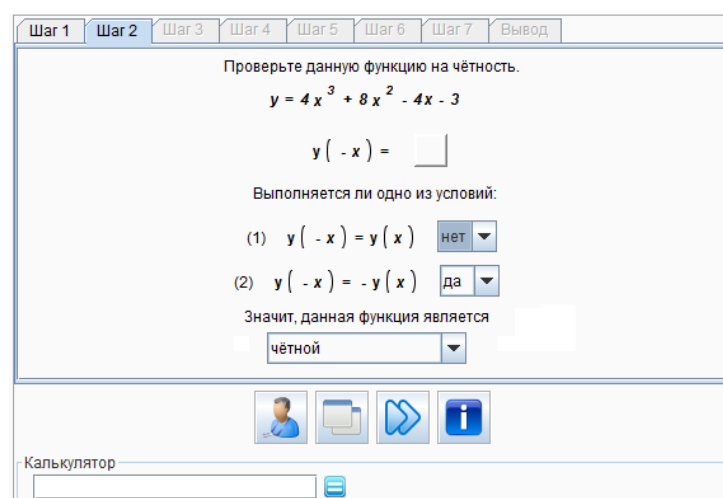 Шаг 1 Шаг 2 Шаг 3 Шаг 4 Шаг 5 Шаг 6 Шаг 7 Вывод
Проверьте данную функцию на чётность.
y = 4 x ³ + 8 x ² - 4x - 3
y ( - x ) =
Выполняется ли одно из условий:
(1) y ( - x ) = y ( x ) нет
(2) y ( - x ) = - y ( x ) да
Значит, данная функция является
чётной
Калькулятор